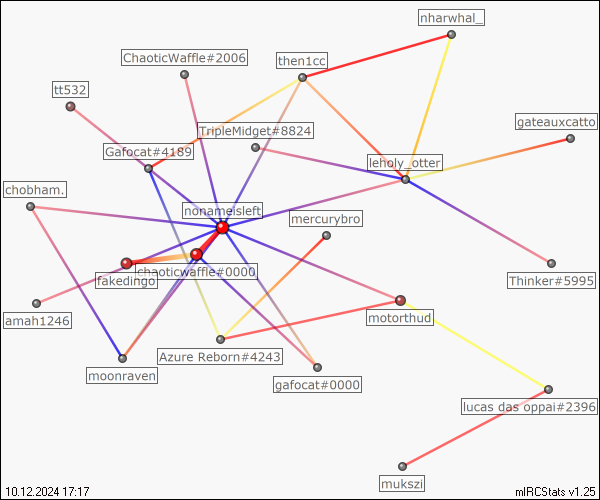 nharwhal_
ChaoticWaffle#2006
then1cc
tt532
gateauxcatto
TripleMidget#8824
Gafocat#4189
leholy_otter
chobham.
nonameisleft
mercurybro
chaoticwaffle#0000
fakedingo
Thinker#5995
amah1246
motorthud
Azure Reborn#4243
moonraven
gafocat#0000
lucas das oppai#2396
mukszi
10.12.2024 17:17
mIRCStats v1.25